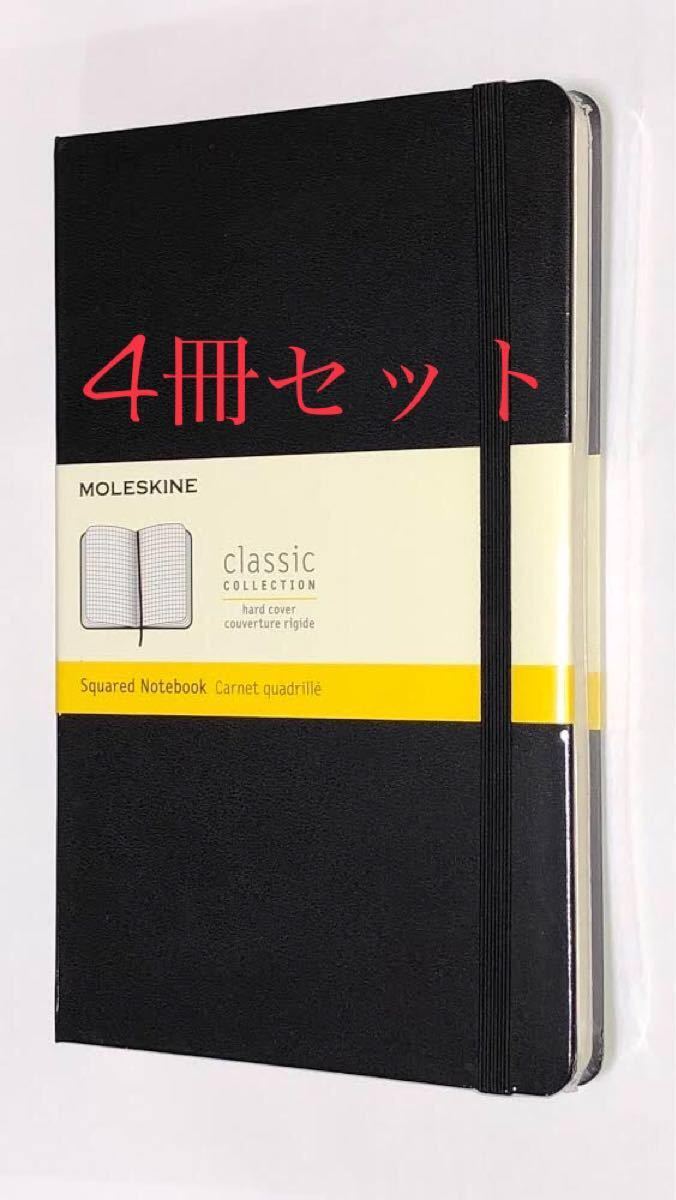 4冊セット
MOLESKINE
classic
COLLECTION
hard cover
couverture rigide
Squared Notebook Carnet quadrillé